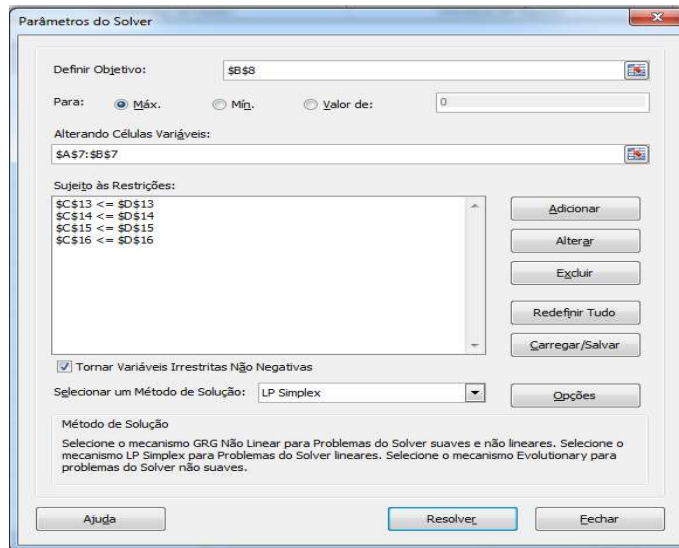 Parâmetros do Solver
Definir Objetivo: $B$8
Para: Máx. Mín. Valor de: 0
Alterando Células Variáveis:
$A$7:$B$7
Sujeito às Restrições:
$C$13 <= $D$13
$C$14 <= $D$14
$C$15 <= $D$15
$C$16 <= $D$16
Adicionar
Alterar
Excluir
Redefinir Tudo
Carregar/Salvar
Tornar Variáveis Irrestritas Não Negativas
Selecionar um Método de Solução: LP Simplex Opções
Método de Solução
Selecione o mecanismo GRG Não Linear para Problemas do Solver suaves e não lineares. Selecione o
mecanismo LP Simplex para Problemas do Solver lineares. Selecione o mecanismo Evolutionary para
problemas do Solver não suaves.
Ajuda Resolver Fechar